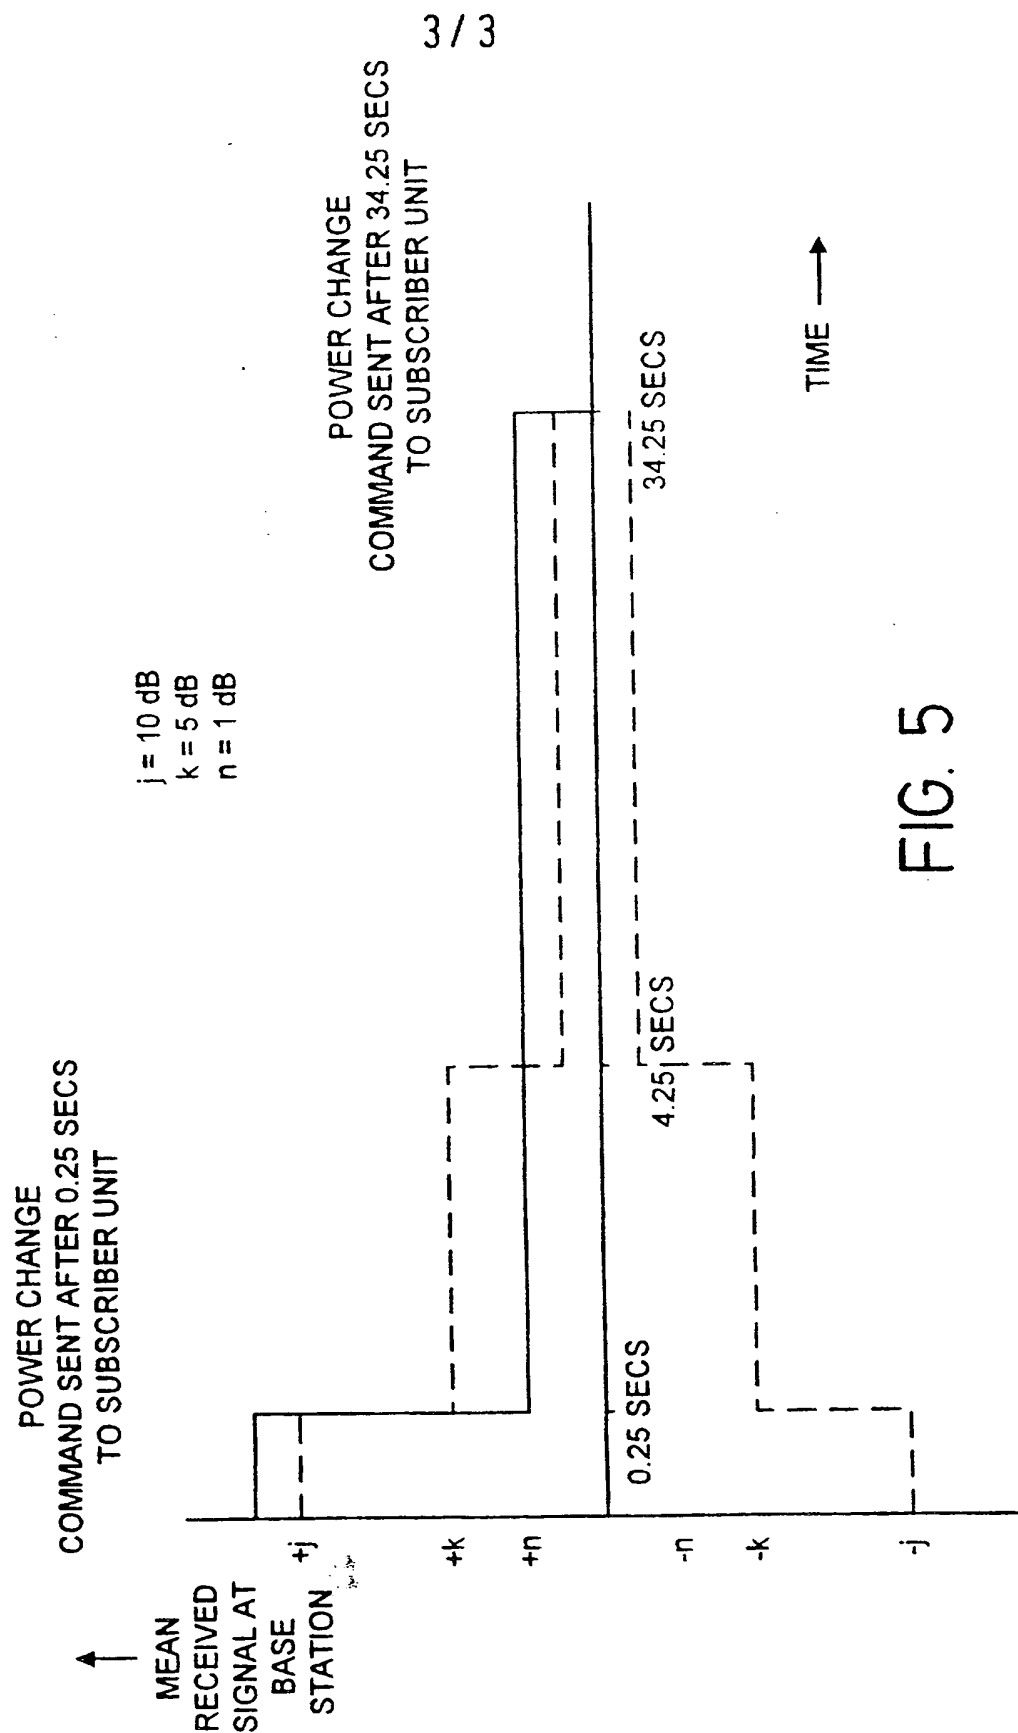 3 / 3
POWER CHANGE
COMMAND SENT AFTER 0.25 SECS
TO SUBSCRIBER UNIT
POWER CHANGE
COMMAND SENT AFTER 34.25 SECS
TO SUBSCRIBER UNIT
j = 10 dB
k = 5 dB
n = 1 dB
MEAN
RECEIVED
SIGNAL AT
BASE
STATION
+j
+k
+n
-n
-k
-j
0.25 SECS
4.25 SECS
34.25 SECS
TIME
FIG. 5